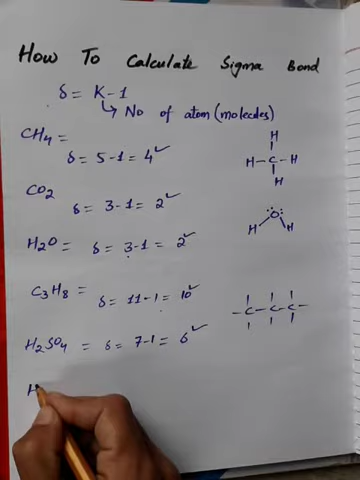 How To Calculate Sigma Bond
δ = K-1
↳ No of atom (molecules)
CH4 =
δ = 5-1 = 4 ✓
H
H-C-H
H
CO2
δ = 3-1 = 2 ✓
:O:
H H
H2O = δ = 3-1 = 2 ✓
C3H8 =
δ = 11-1 = 10 ✓
-C-C-C-
H2SO4 = δ = 7-1 = 6 ✓
H